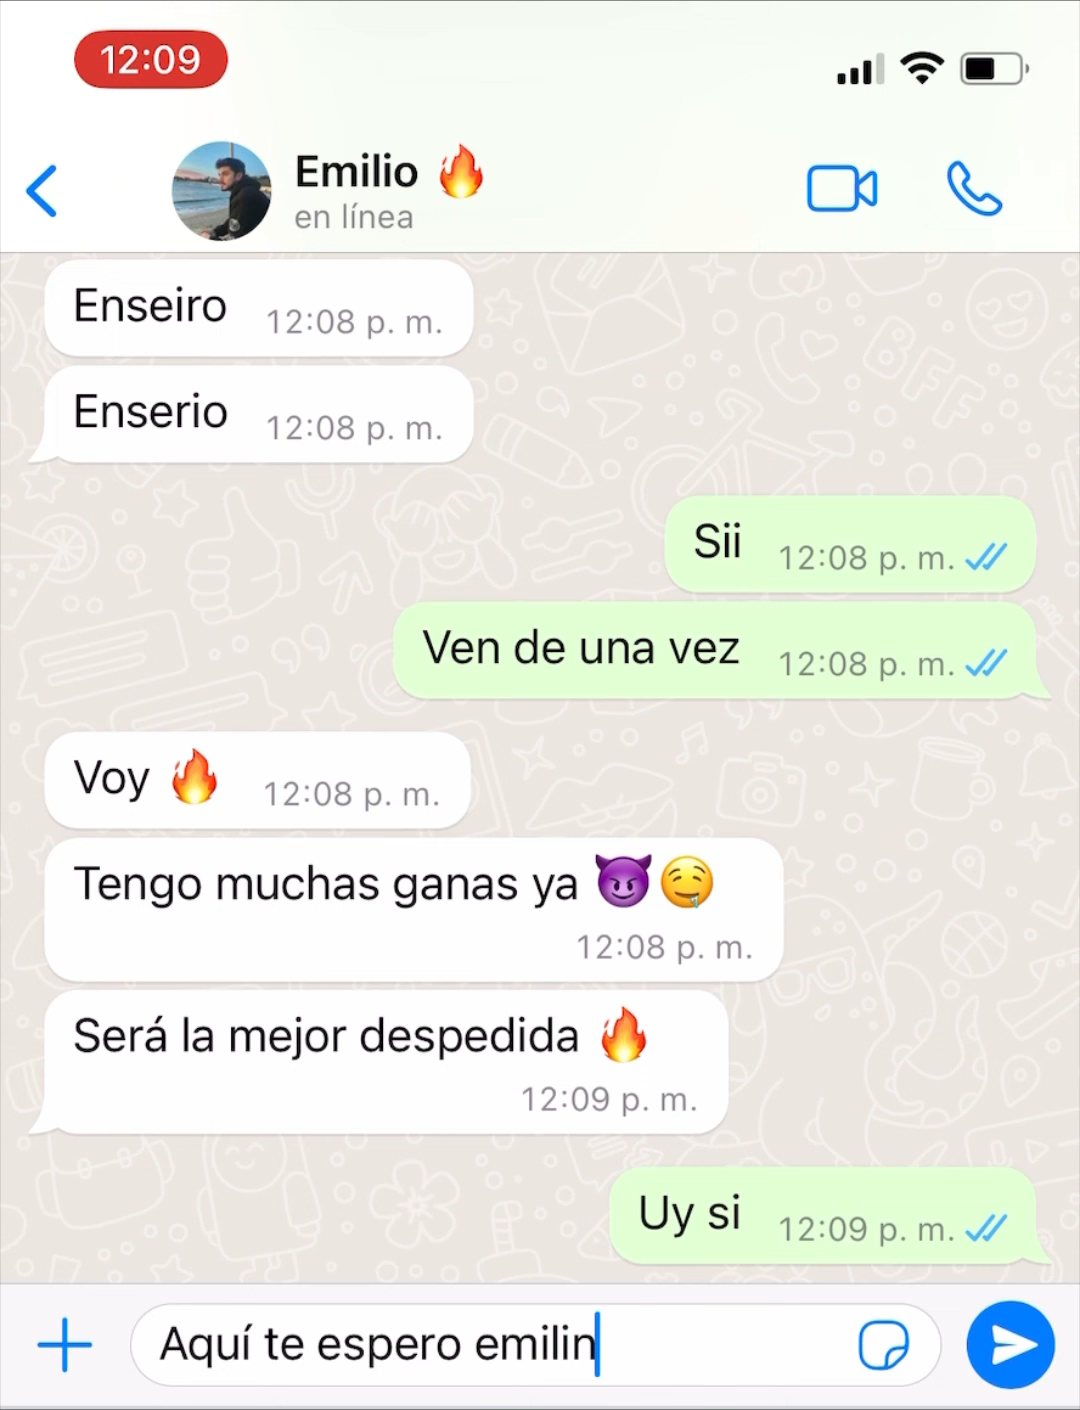 12:09
Emilio 🔥
en línea
Enseiro 12:08 p. m.
Enserio 12:08 p. m.
Sii 12:08 p. m.
Ven de una vez 12:08 p. m.
Voy 🔥 12:08 p. m.
Tengo muchas ganas ya 😈🤤
12:08 p. m.
Será la mejor despedida 🔥
12:09 p. m.
Uy si 12:09 p. m.
Aquí te espero emilin
BFF